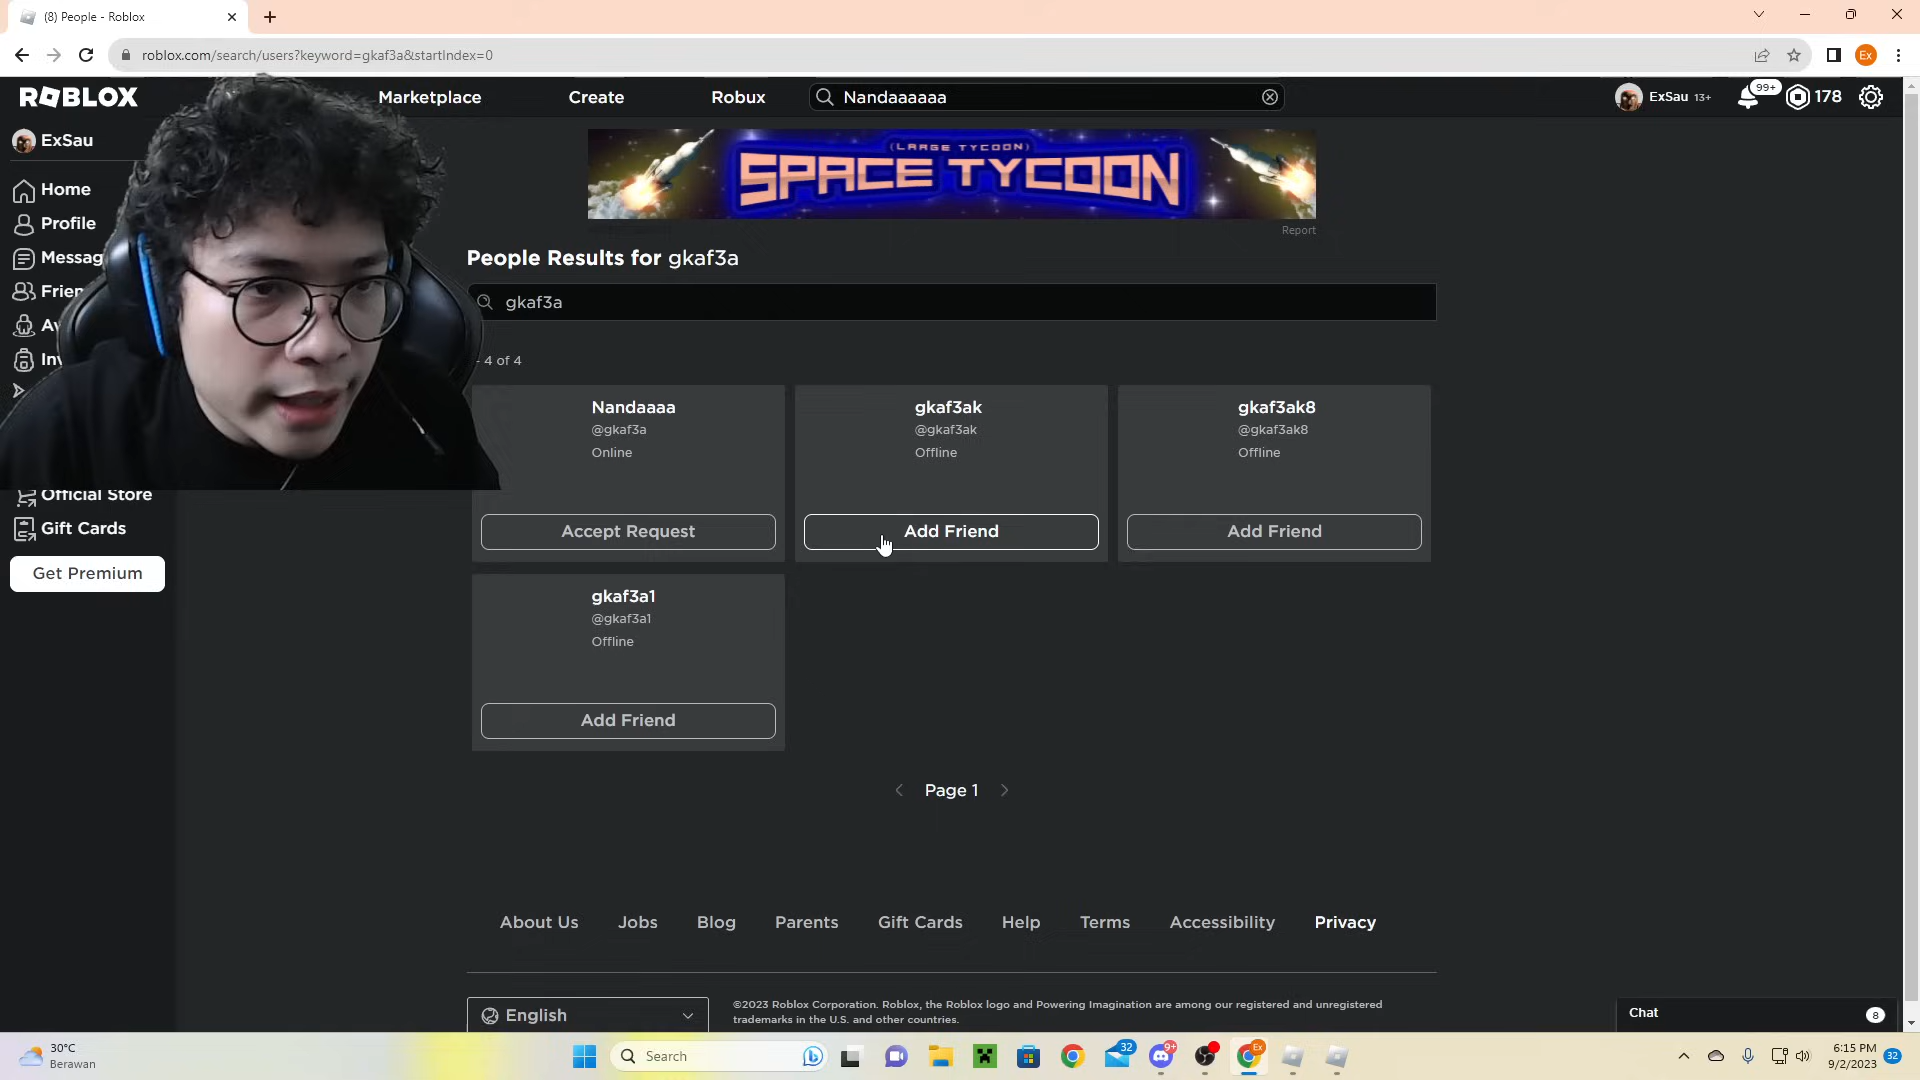 (8) People - Roblox
roblox.com/search/users?keyword=gkaf3a&startIndex=0
Ex
ROBLOX
Marketplace
Create
Robux
Nandaaaaaa
ExSau 13+
99+
178
ExSau
Home
Profile
Official Store
Gift Cards
Get Premium
(LARGE TYCOON)
SPACE TYCOON
Report
People Results for gkaf3a
gkaf3a
4 of 4
Nandaaaa
@gkaf3a
Online
Accept Request
gkaf3ak
@gkaf3ak
Offline
Add Friend
gkaf3ak8
@gkaf3ak8
Offline
Add Friend
gkaf3a1
@gkaf3a1
Offline
Add Friend
Page 1
About Us
Jobs
Blog
Parents
Gift Cards
Help
Terms
Accessibility
Privacy
English
©2023 Roblox Corporation. Roblox, the Roblox logo and Powering Imagination are among our registered and unregistered
trademarks in the U.S. and other countries.
Chat
8
30°C
Berawan
Search
32
9+
Ex
6:15 PM
9/2/2023
32